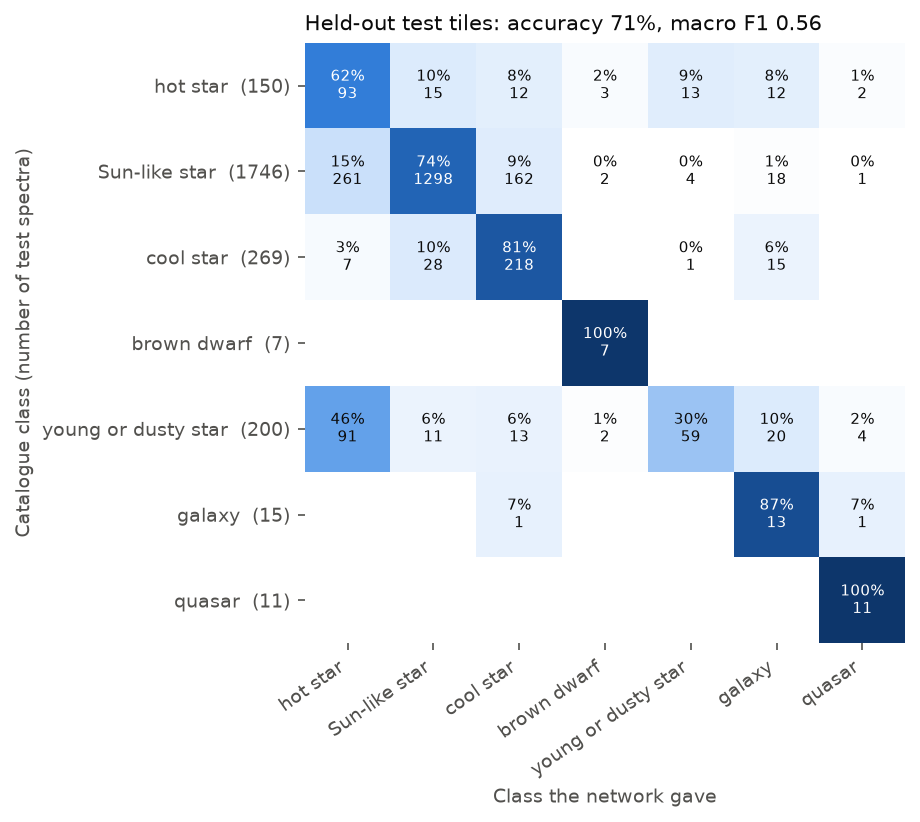 Held-out test tiles: accuracy 71%, macro F1 0.56
Catalogue class (number of test spectra)
hot star (150)
62% 10% 8% 2% 9% 8% 1%
93 15 12 3 13 12 2
Sun-like star (1746)
15% 74% 9% 0% 0% 1% 0%
261 1298 162 2 4 18 1
cool star (269)
3% 10% 81% 0% 6%
7 28 218 1 15
brown dwarf (7)
100%
7
young or dusty star (200)
46% 6% 6% 1% 30% 10% 2%
91 11 13 2 59 20 4
galaxy (15)
7% 87% 7%
1 13 1
quasar (11)
100%
11
hot star
Sun-like star
cool star
brown dwarf
young or dusty star
galaxy
quasar
Class the network gave